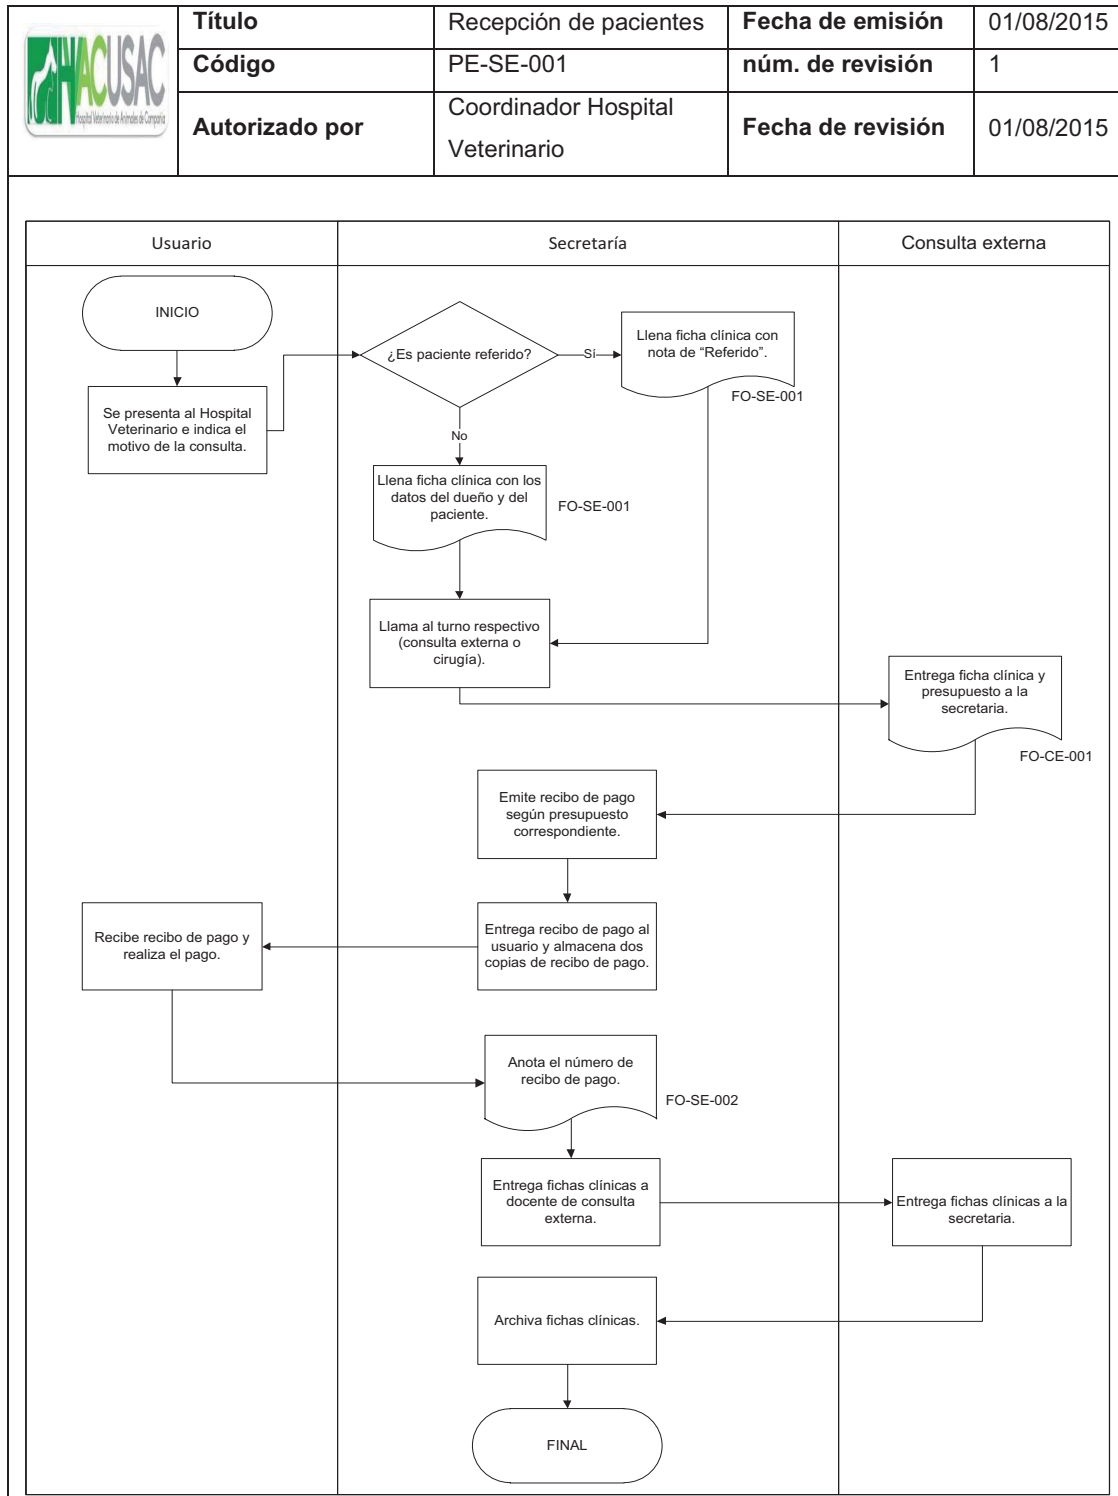 HVACUSAC
Hospital Veterinario de Animales de Compañía
Título
Recepción de pacientes
Fecha de emisión
01/08/2015
Código
PE-SE-001
núm. de revisión
1
Autorizado por
Coordinador Hospital
Veterinario
Fecha de revisión
01/08/2015
Usuario
Secretaría
Consulta externa
INICIO
¿Es paciente referido?
Sí
Llena ficha clínica con
nota de “Referido”.
FO-SE-001
Se presenta al Hospital
Veterinario e indica el
motivo de la consulta.
No
Llena ficha clínica con los
datos del dueño y del
paciente.
FO-SE-001
Llama al turno respectivo
(consulta externa o
cirugía).
Entrega ficha clínica y
presupuesto a la
secretaria.
FO-CE-001
Emite recibo de pago
según presupuesto
correspondiente.
Entrega recibo de pago al
usuario y almacena dos
copias de recibo de pago.
Recibe recibo de pago y
realiza el pago.
Anota el número de
recibo de pago.
FO-SE-002
Entrega fichas clínicas a
docente de consulta
externa.
Entrega fichas clínicas a la
secretaria.
Archiva fichas clínicas.
FINAL